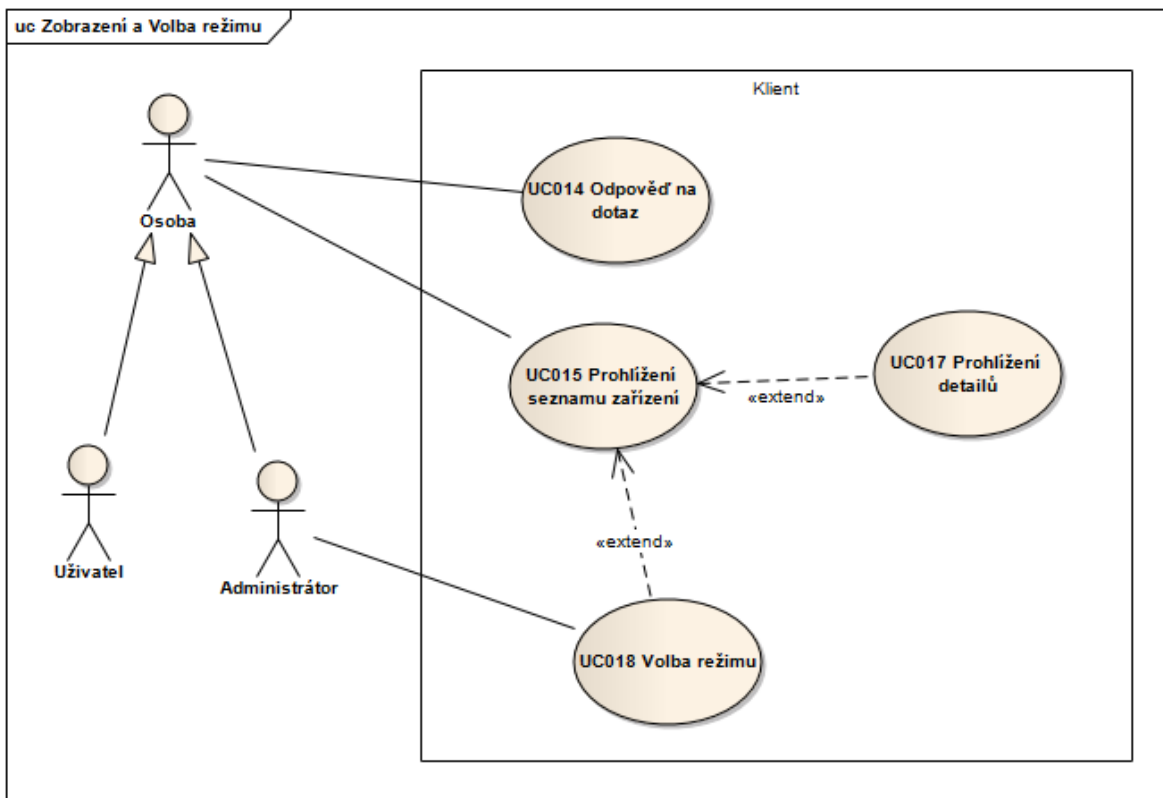 uc Zobrazení a Volba režimu
Klient
Osoba
UC014 Odpověď na
dotaz
UC015 Prohlížení
seznamu zařízení
«extend»
UC017 Prohlížení
detailů
«extend»
Uživatel
Administrátor
UC018 Volba režimu